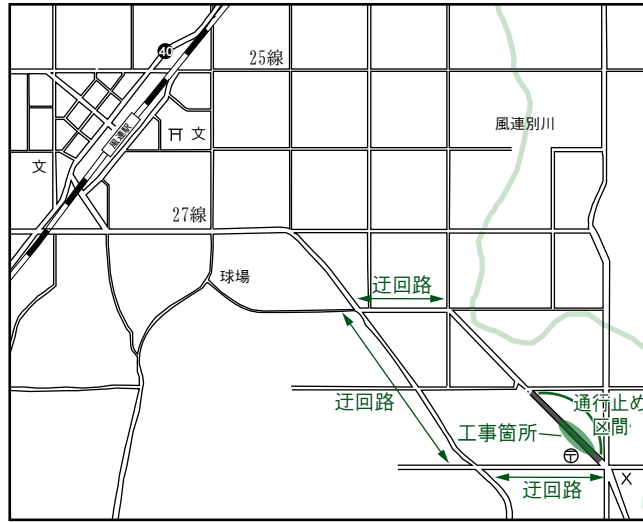 40
25線
風連駅
文
風連別川
文
27線
球場
迂回路
迂回路
通行止め
区間
工事箇所
迂回路